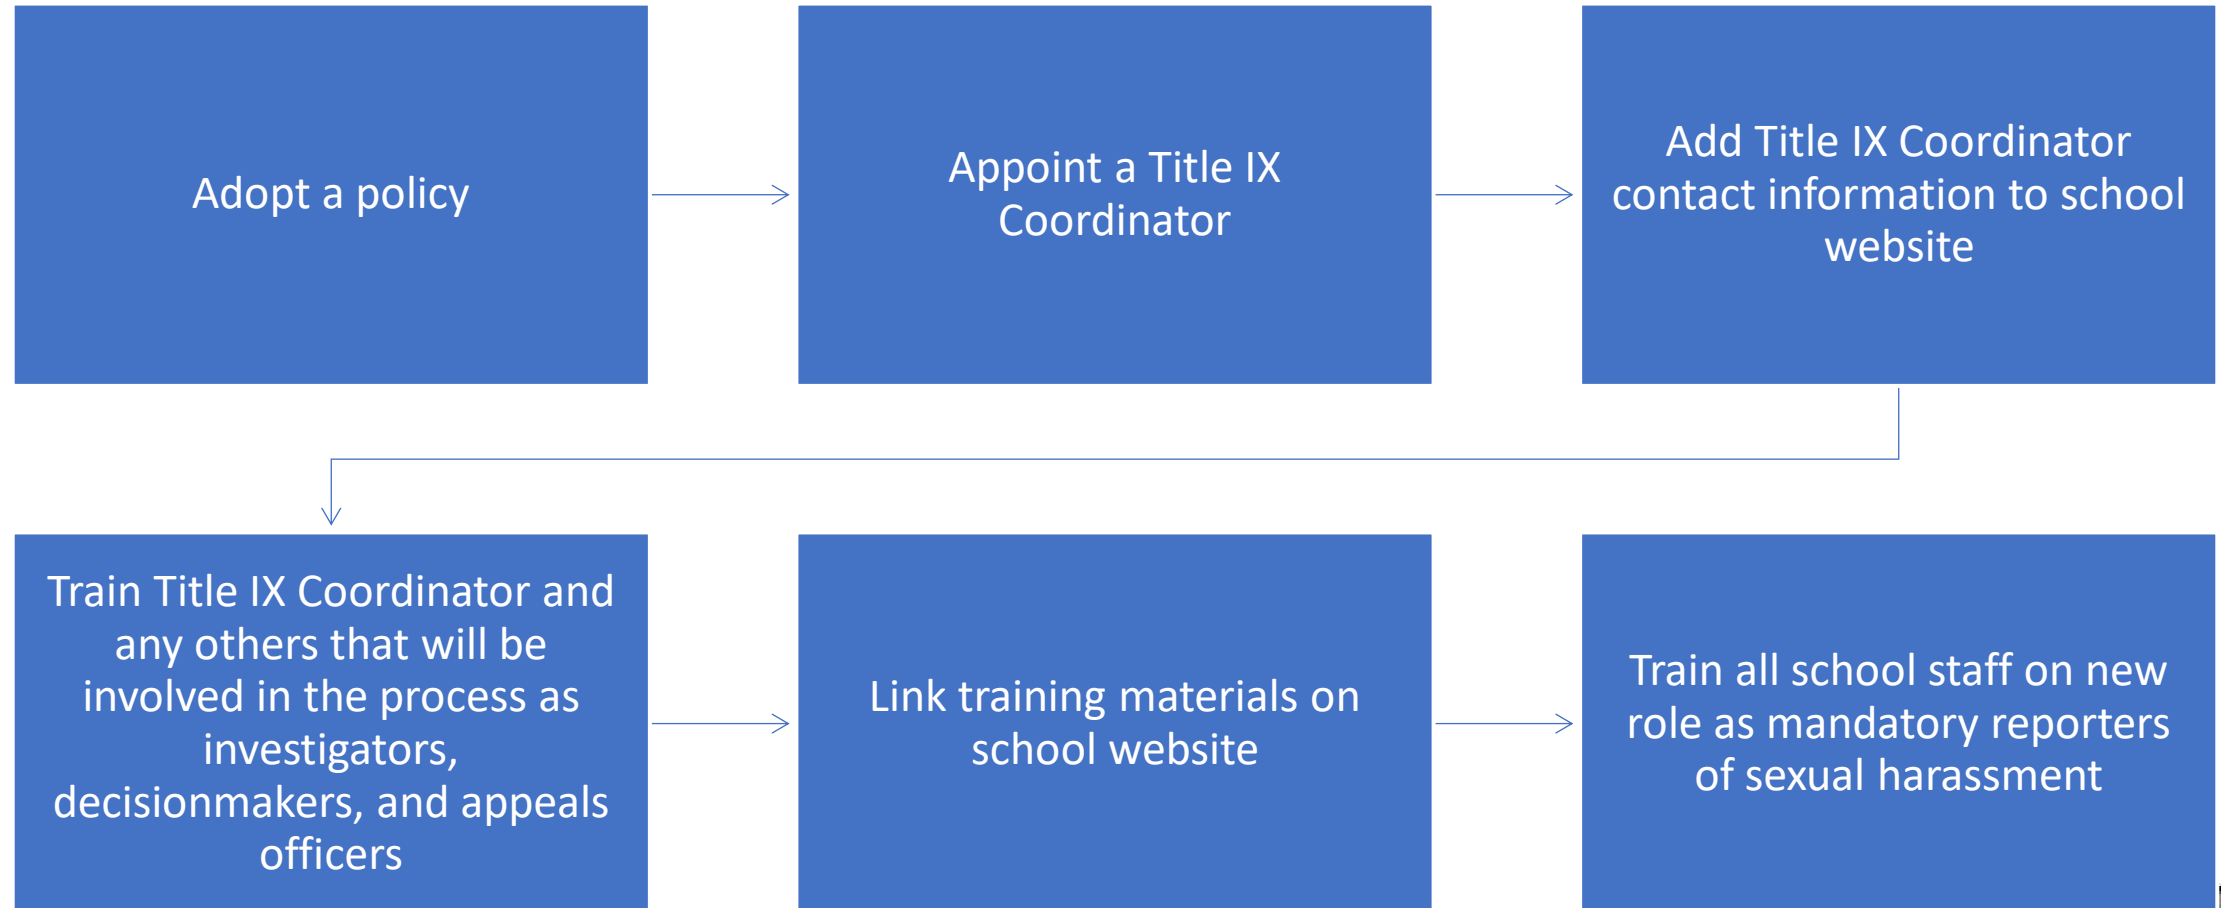 Adopt a policy
Appoint a Title IX
Coordinator
Add Title IX Coordinator
contact information to school
website
Train Title IX Coordinator and
any others that will be
involved in the process as
investigators,
decisionmakers, and appeals
officers
Link training materials on
school website
Train all school staff on new
role as mandatory reporters
of sexual harassment